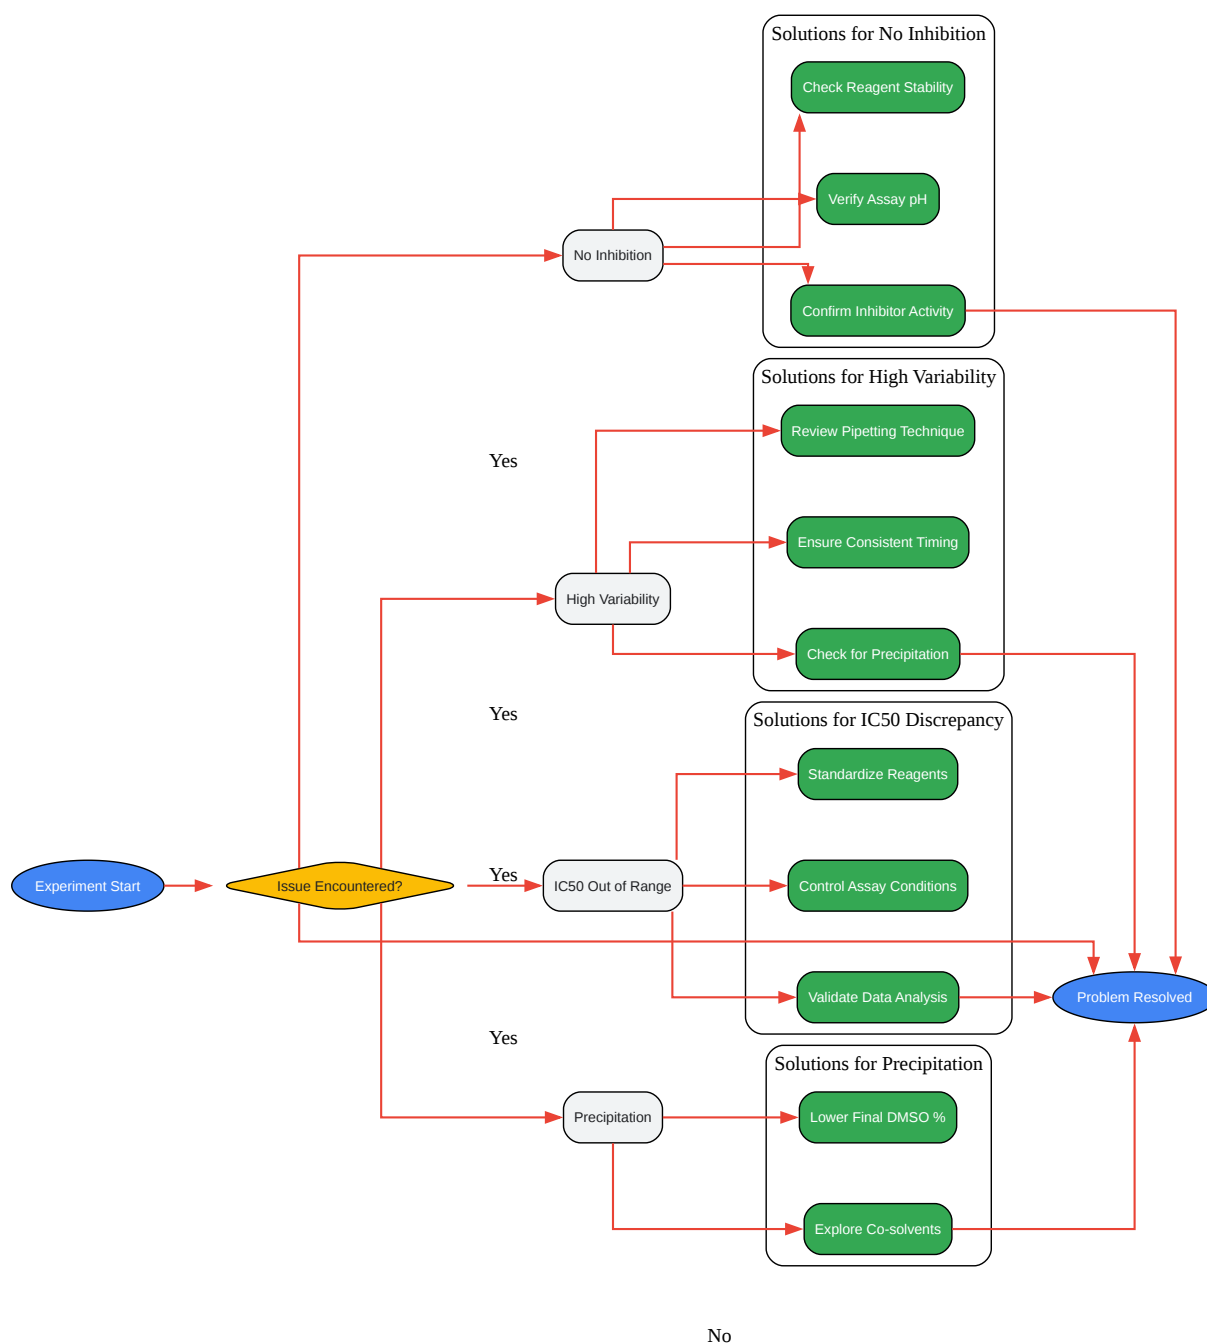 Solutions for No Inhibition
Check Reagent Stability
Verify Assay pH
No Inhibition
Confirm Inhibitor Activity
Solutions for High Variability
Review Pipetting Technique
Yes
Ensure Consistent Timing
High Variability
Check for Precipitation
Yes
Solutions for IC50 Discrepancy
Standardize Reagents
Yes
Experiment Start
Issue Encountered?
IC50 Out of Range
Control Assay Conditions
Validate Data Analysis
Problem Resolved
Yes
Solutions for Precipitation
Precipitation
Lower Final DMSO %
Explore Co-solvents
No